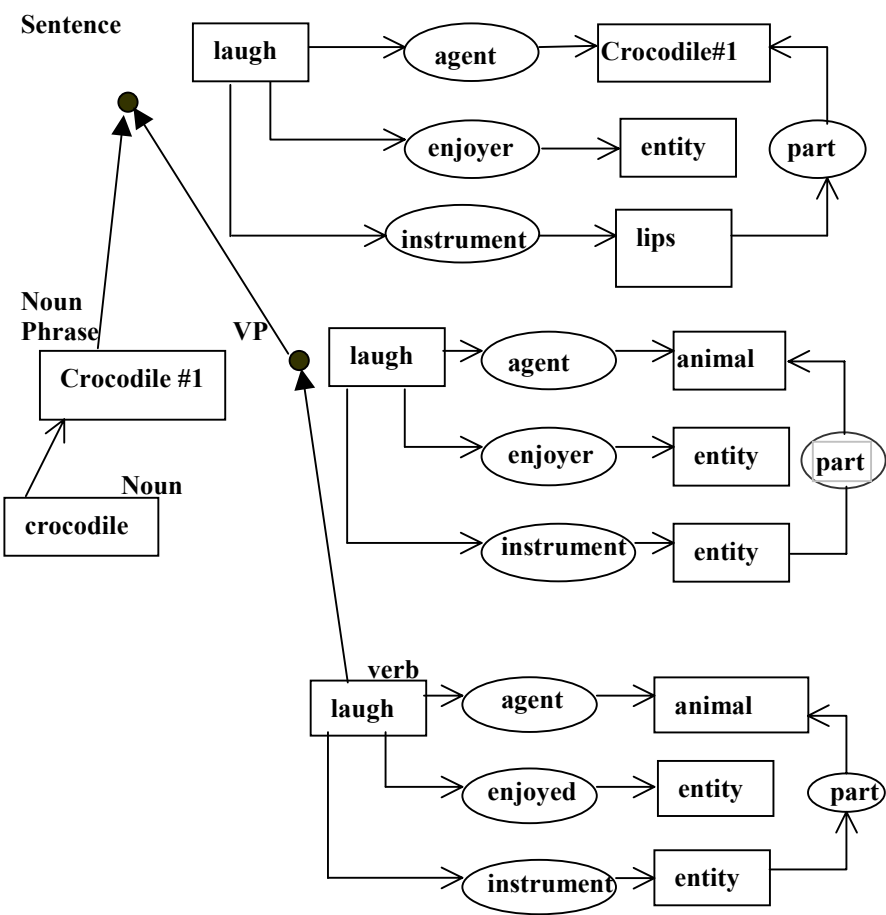 Sentence
laugh
agent
Crocodile#1
enjoyer
entity
part
instrument
lips
Noun
Phrase
VP
Crocodile #1
laugh
agent
animal
enjoyer
entity
part
Noun
crocodile
instrument
entity
verb
laugh
agent
animal
enjoyed
entity
part
instrument
entity